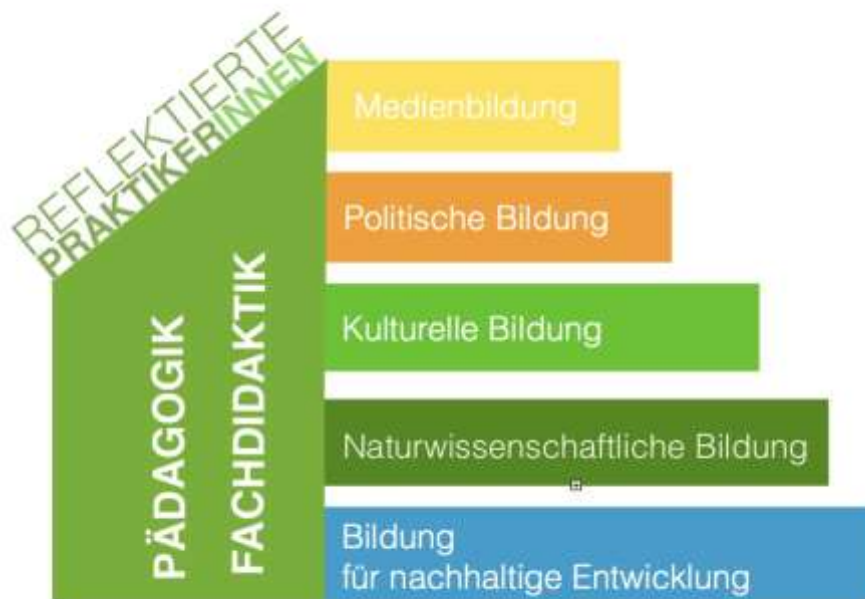 REFLEKTIERTE
PRAKTIKERINNEN
PÄDAGOGIK
FACHDIDAKTIK
Medienbildung
Politische Bildung
Kulturelle Bildung
Naturwissenschaftliche Bildung
Bildung
für nachhaltige Entwicklung